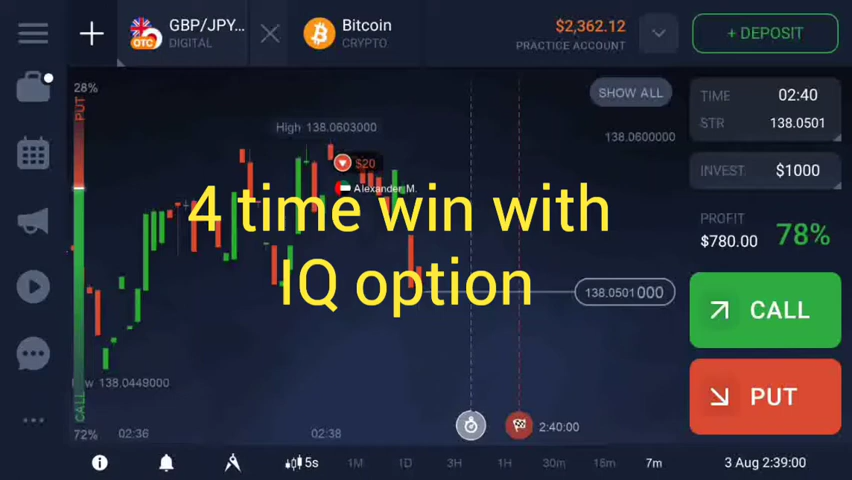 GBP/JPY...
OTC
DIGITAL
Bitcoin
CRYPTO
$2,362.12
PRACTICE ACCOUNT
+ DEPOSIT
28%
PUT
SHOW ALL
TIME 02:40
STR 138.0501
High 138.0603000
138.0600000
$20
Alexander M.
INVEST $1000
4 time win with
IQ option
PROFIT
$780.00 78%
138.0501000
CALL
PUT
138.0449000
CALL
72%
02:36 02:38
2:40:00
5s 1M 1D 3H 1H 30m 15m 7m 3 Aug 2:39:00